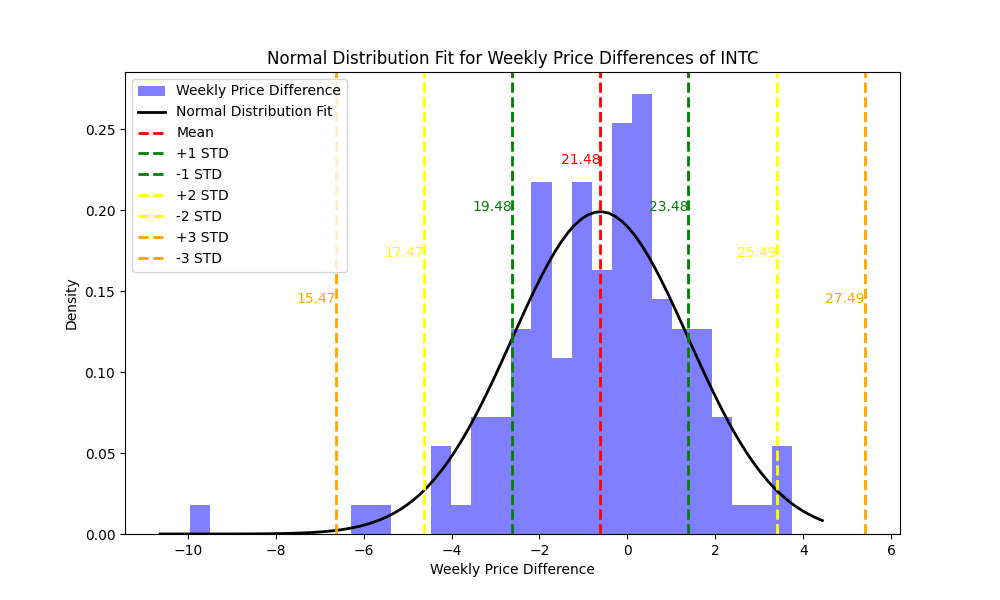 Normal Distribution Fit for Weekly Price Differences of INTC
Weekly Price Difference
Normal Distribution Fit
Mean
+1 STD
-1 STD
+2 STD
-2 STD
+3 STD
-3 STD
21.48
19.48
23.48
17.47
25.49
15.47
27.49
Density
0.25
0.20
0.15
0.10
0.05
0.00
−10
−8
−6
−4
−2
0
2
4
6
Weekly Price Difference